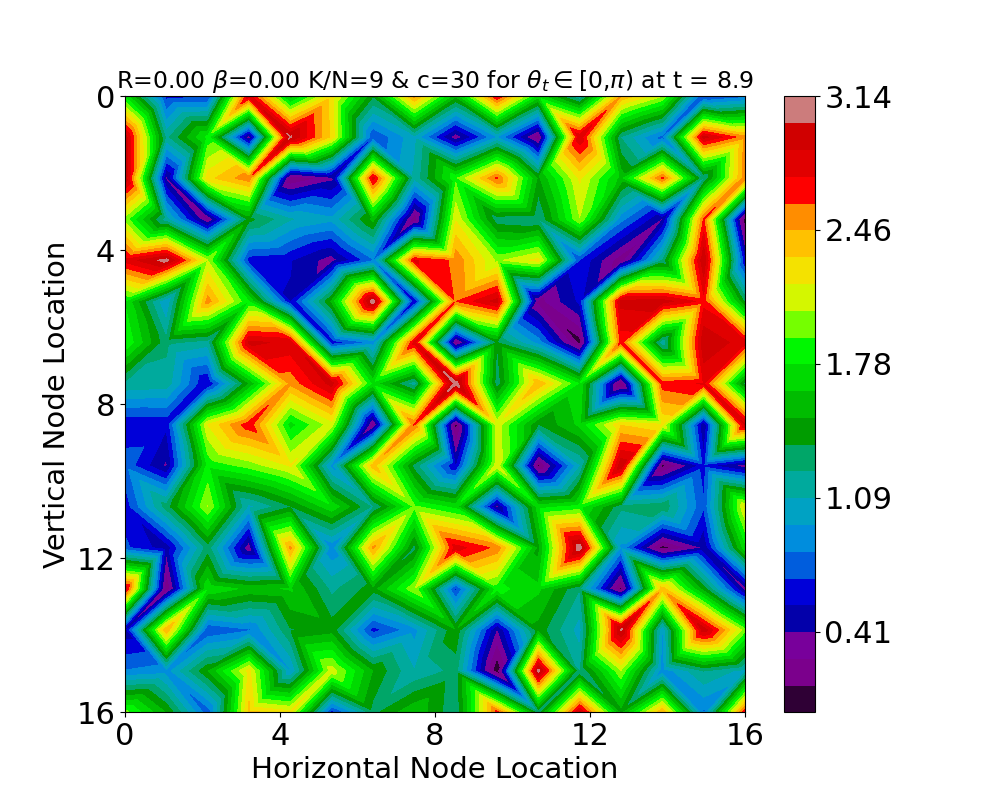 R=0.00 β=0.00 K/N=9 & c=30 for θₜ ∈ [0,π) at t = 8.9
0
4
8
12
16
Vertical Node Location
0 4 8 12 16
Horizontal Node Location
3.14
2.46
1.78
1.09
0.41